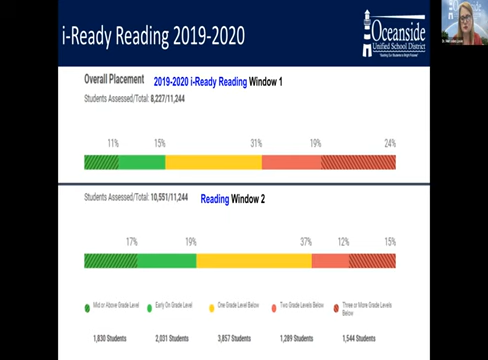 i-Ready Reading 2019-2020
Oceanside
Unified School District
Overall Placement
2019-2020 i-Ready Reading Window 1
Students Assessed/Total: 8,227/11,244
11%
15%
31%
19%
24%
Students Assessed/Total: 10,551/11,244
Reading Window 2
17%
19%
37%
12%
15%
Mid or Above Grade Level
Early On Grade Level
One Grade Level Below
Two Grade Levels Below
Three or More Grade Levels
Below
1,830 Students
2,031 Students
3,857 Students
1,289 Students
1,544 Students